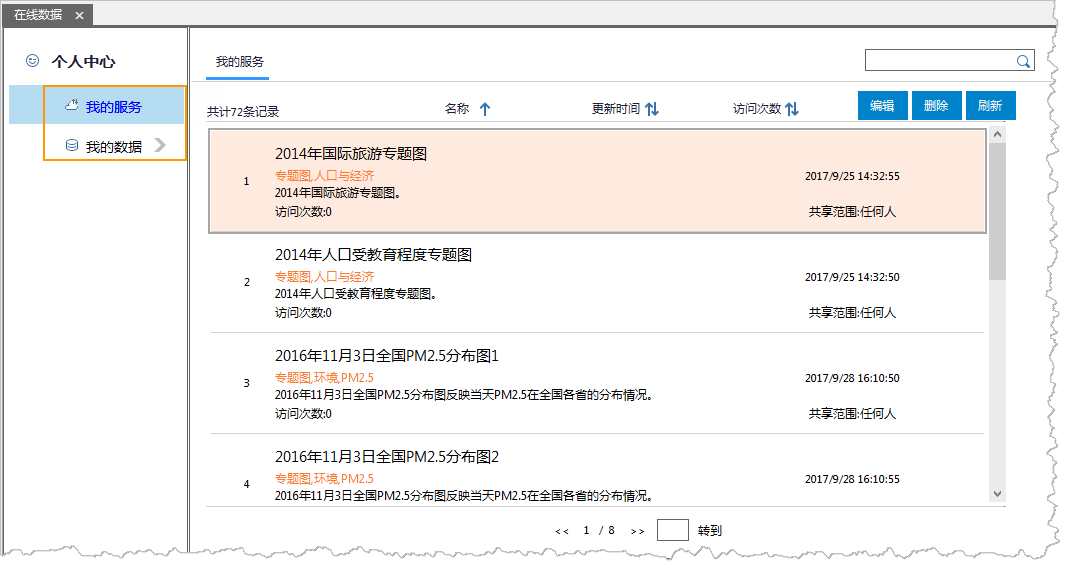 在线数据 ×
个人中心
我的服务
我的数据
我的服务
共计72条记录 名称 更新时间 访问次数 编辑 删除 刷新
1
2014年国际旅游专题图
专题图,人口与经济 2017/9/25 14:32:55
2014年国际旅游专题图。
访问次数:0 共享范围:任何人
2
2014年人口受教育程度专题图
专题图,人口与经济 2017/9/25 14:32:50
2014年人口受教育程度专题图。
访问次数:0 共享范围:任何人
3
2016年11月3日全国PM2.5分布图1
专题图,环境,PM2.5 2017/9/28 16:10:50
2016年11月3日全国PM2.5分布图反映当天PM2.5在全国各省的分布情况。
访问次数:0 共享范围:任何人
4
2016年11月3日全国PM2.5分布图2
专题图,环境,PM2.5 2017/9/28 16:10:55
2016年11月3日全国PM2.5分布图反映当天PM2.5在全国各省的分布情况。
<< 1 / 8 >> 转到